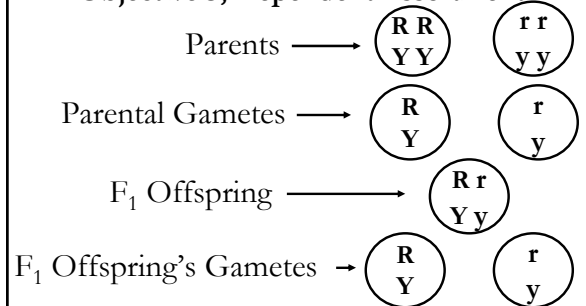 Parents
R R r r
Y Y y y
Parental Gametes
R r
Y y
F₁ Offspring
R r
Y y
F₁ Offspring's Gametes
R r
Y y